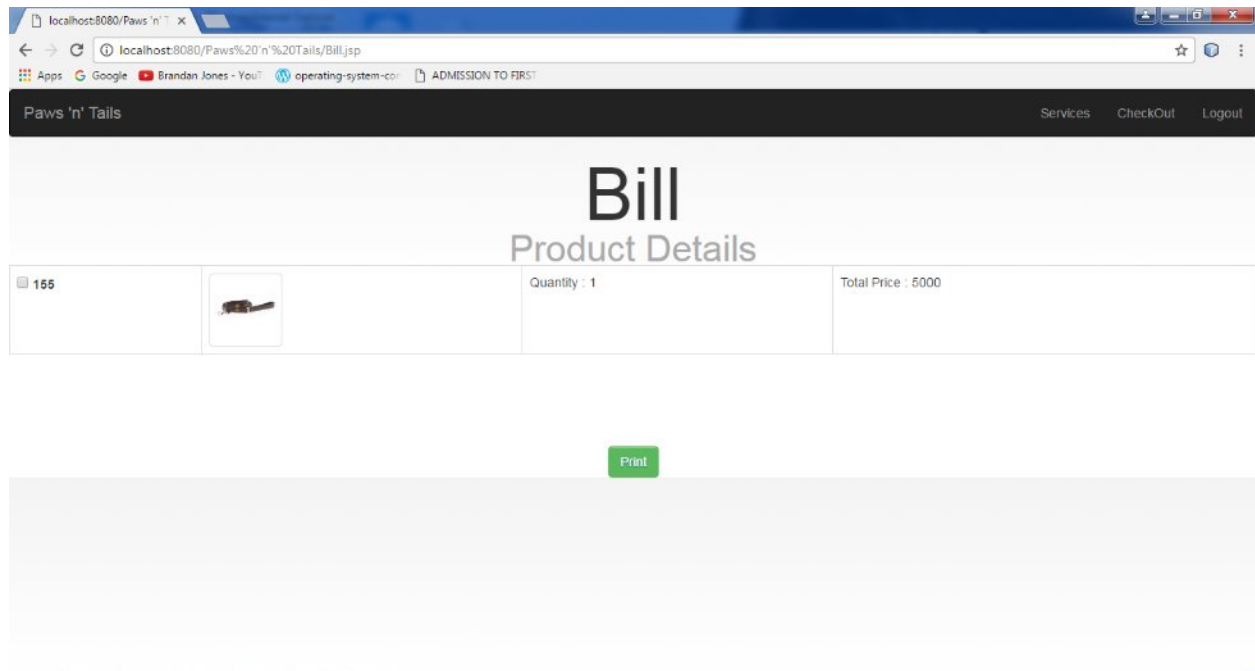 localhost:8080/Paws 'n' T
localhost:8080/Paws%20'n'%20Tails/Bill.jsp
Apps Google Brandan Jones - YouT operating-system-con ADMISSION TO FIRST
Paws 'n' Tails Services CheckOut Logout
Bill
Product Details
155 Quantity : 1 Total Price : 5000
Print